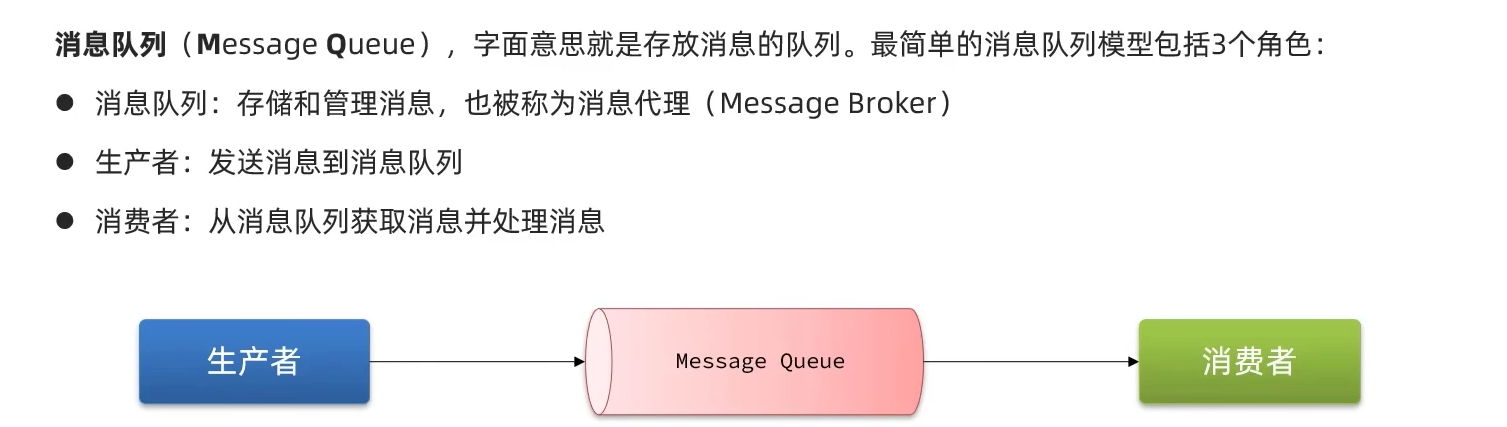 消息队列（Message Queue），字面意思就是存放消息的队列。最简单的消息队列模型包括3个角色：
● 消息队列：存储和管理消息，也被称为消息代理（Message Broker）
● 生产者：发送消息到消息队列
● 消费者：从消息队列获取消息并处理消息
生产者
Message Queue
消费者